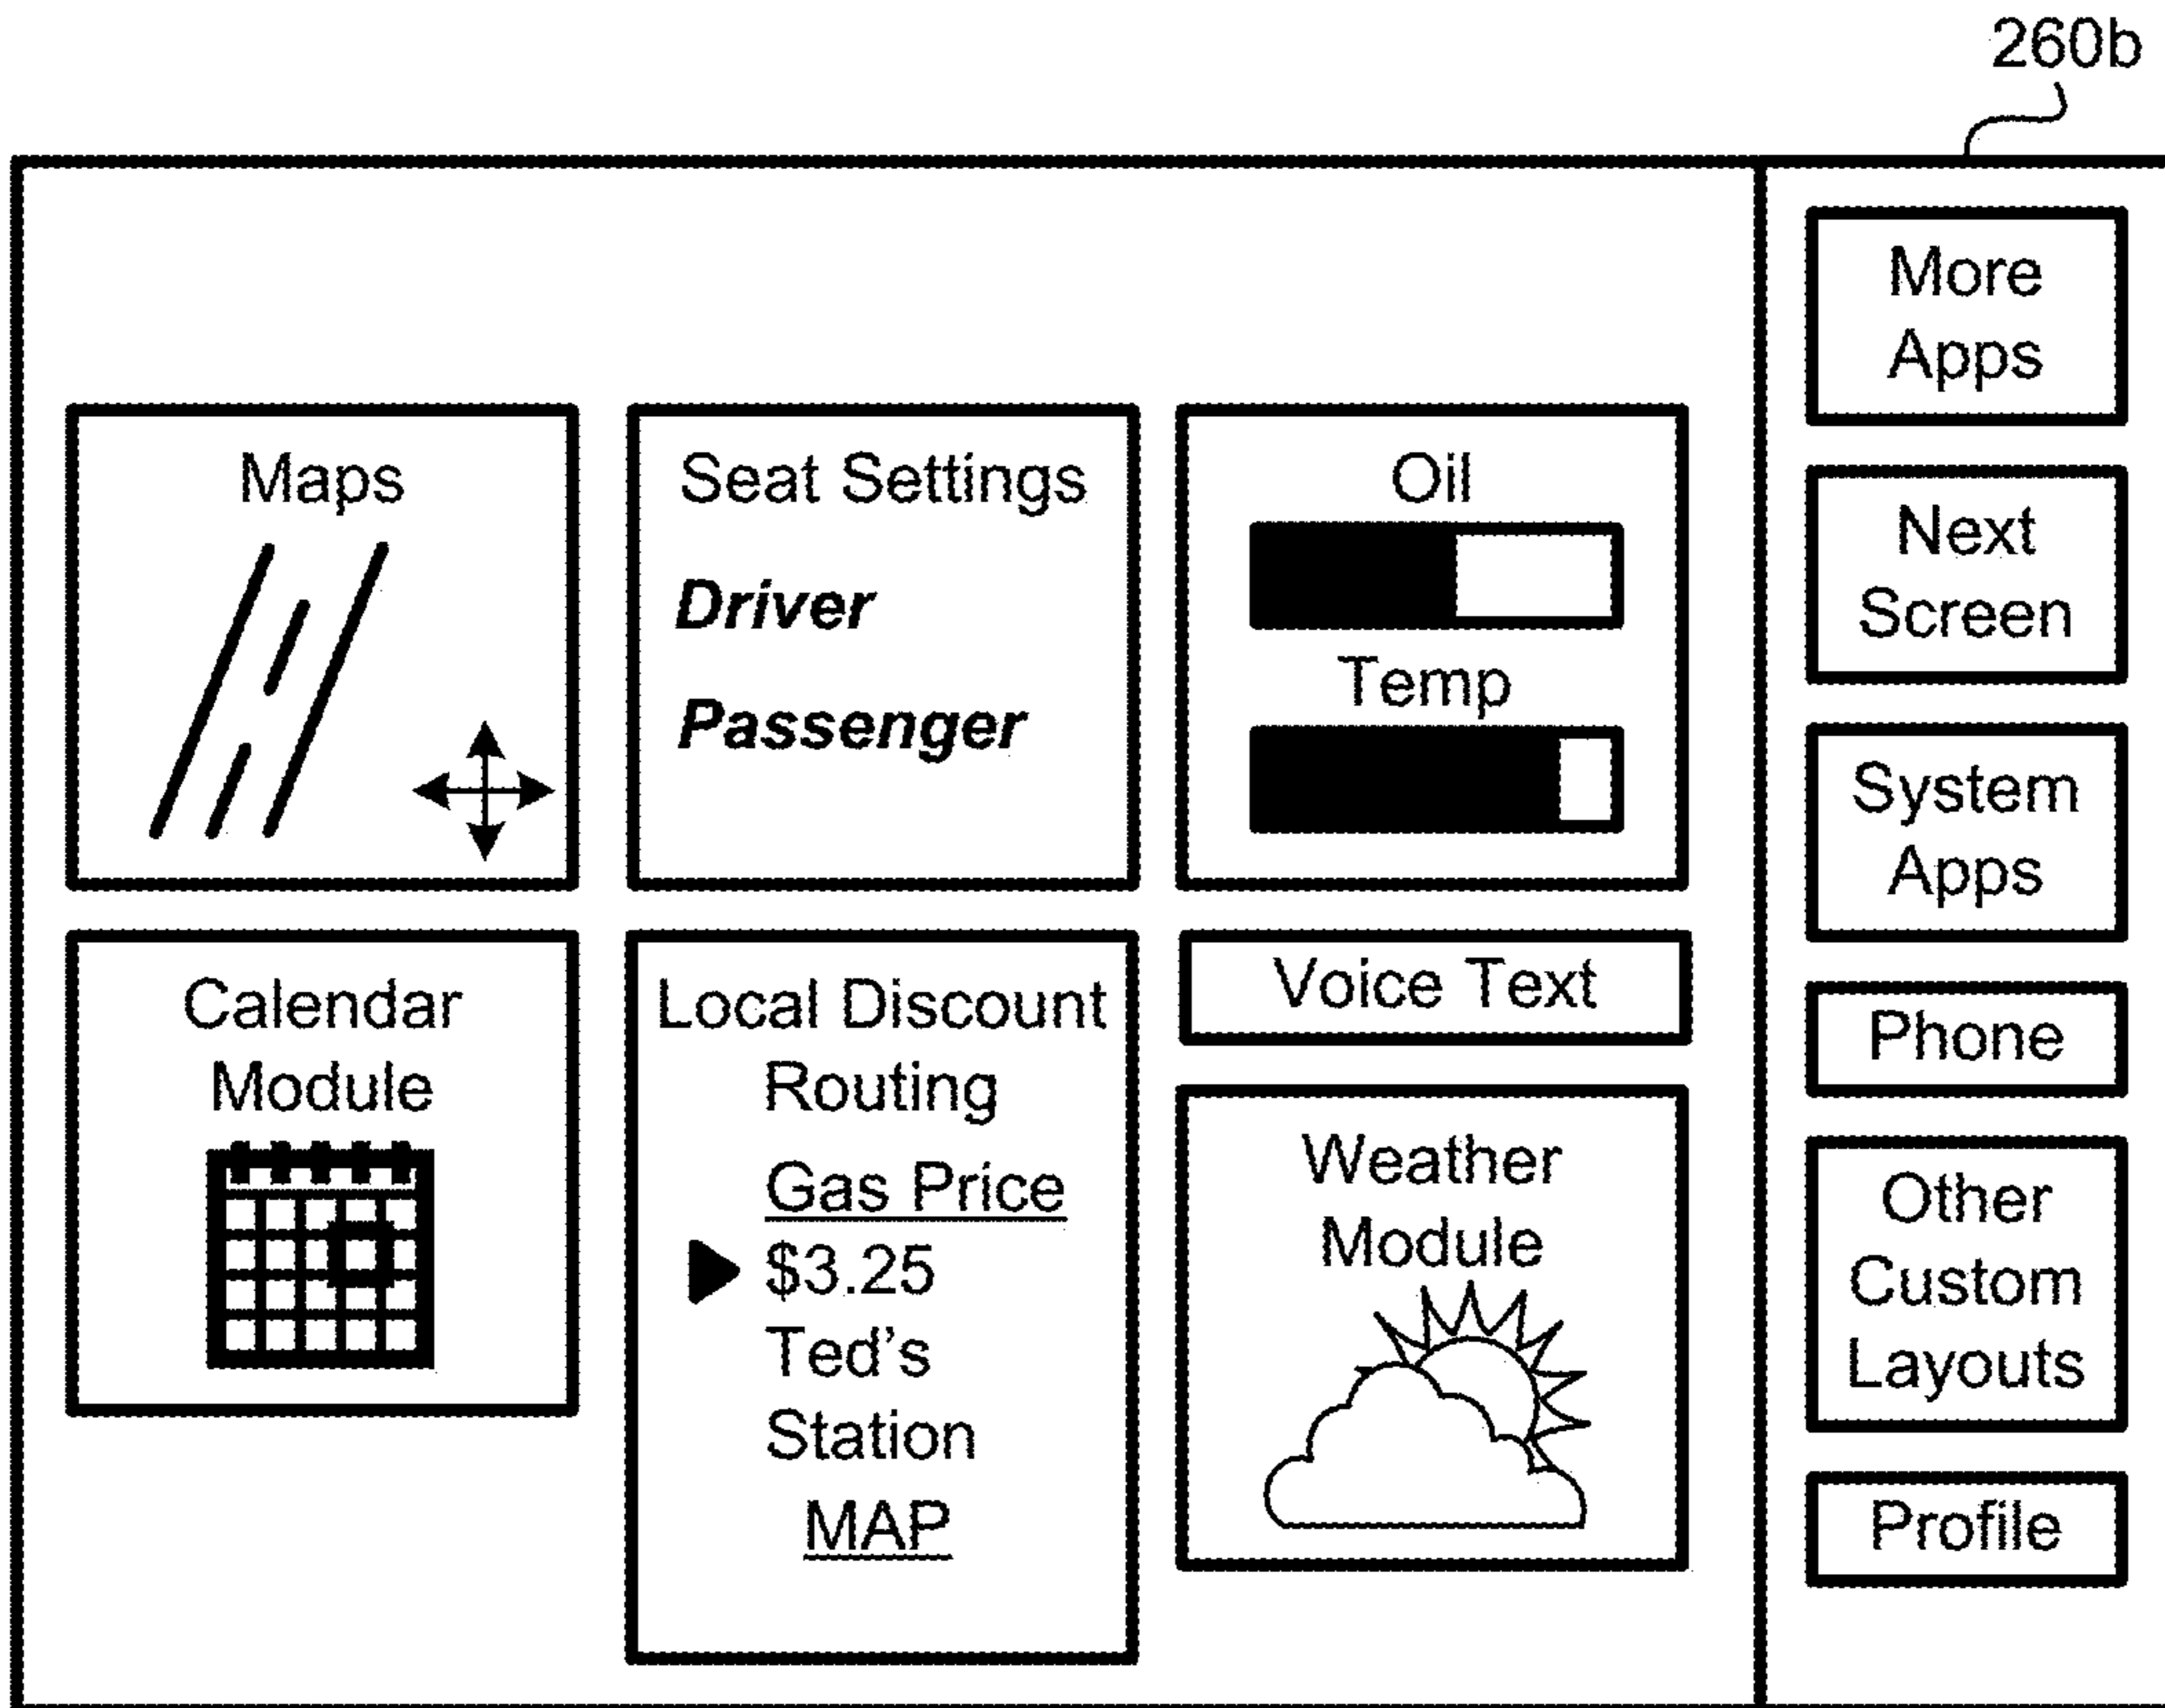 260b
Maps
Seat Settings
Driver
Passenger
Oil
Temp
Calendar
Module
Local Discount
Routing
Gas Price
$3.25
Ted's
Station
MAP
Voice Text
Weather
Module
More
Apps
Next
Screen
System
Apps
Phone
Other
Custom
Layouts
Profile